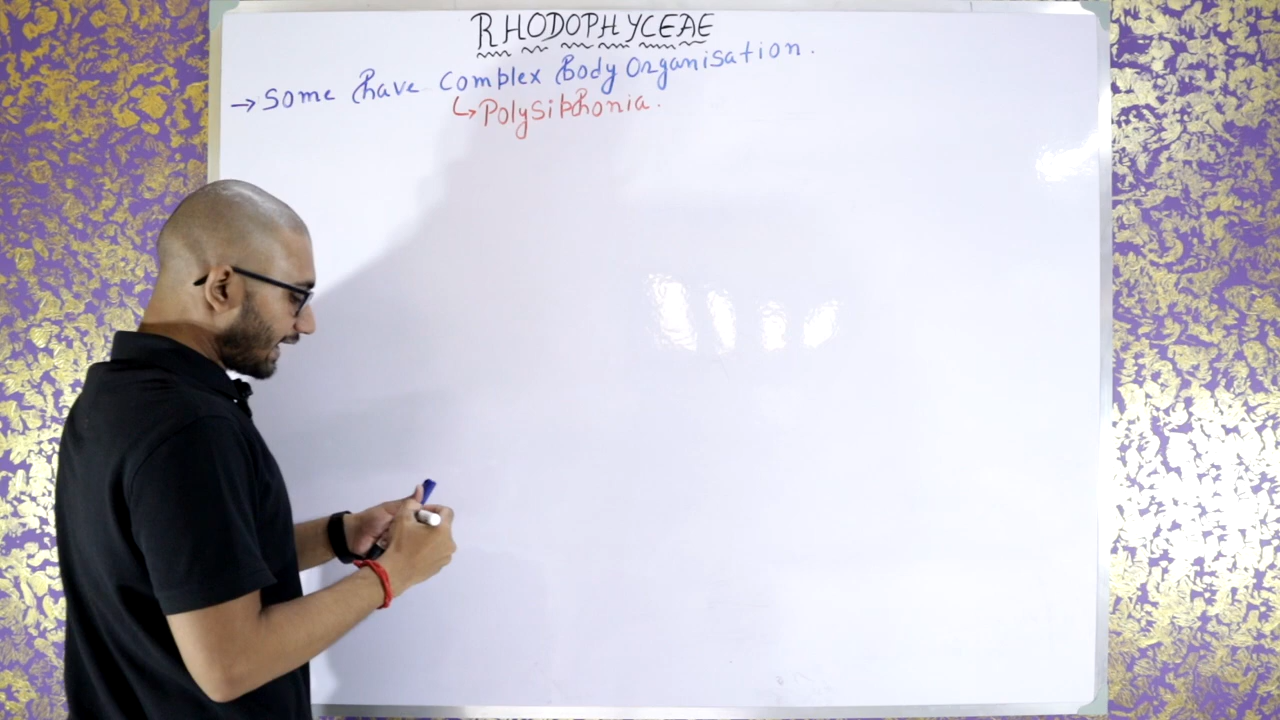 RHODOPHYCEAE
→ Some have Complex Body Organisation.
↳ Polysiphonia.